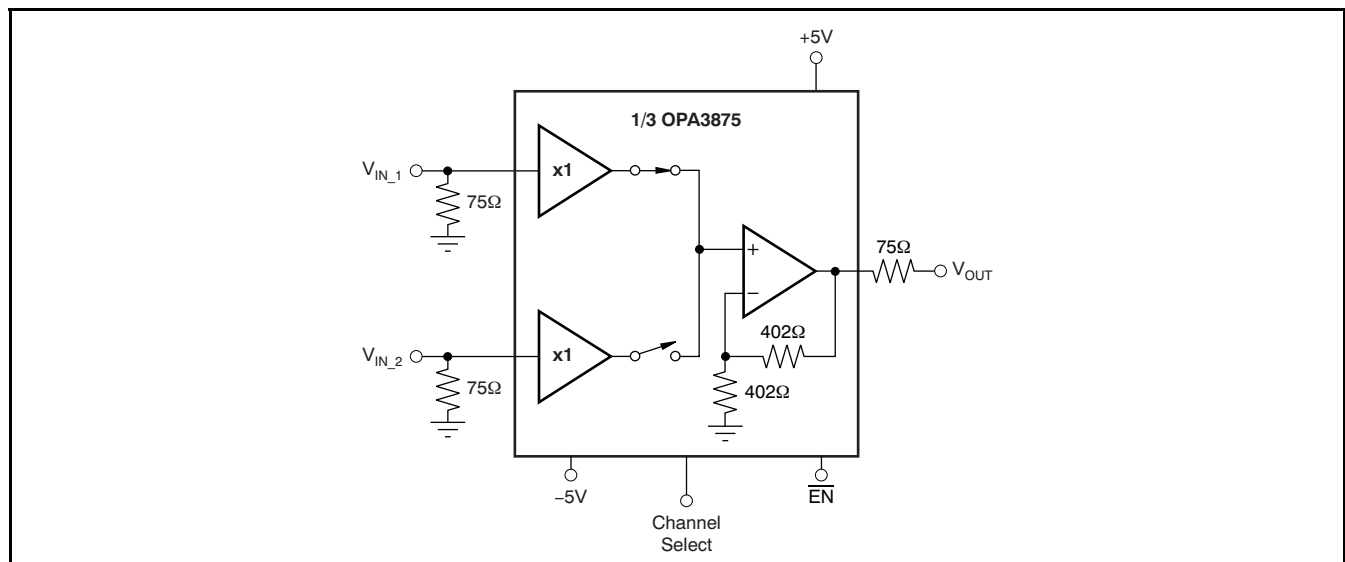 +5V
1/3 OPA3875
V_IN_1
x1
75Ω
75Ω
+
V_OUT
−
402Ω
V_IN_2
x1
75Ω
402Ω
−5V
EN
Channel
Select